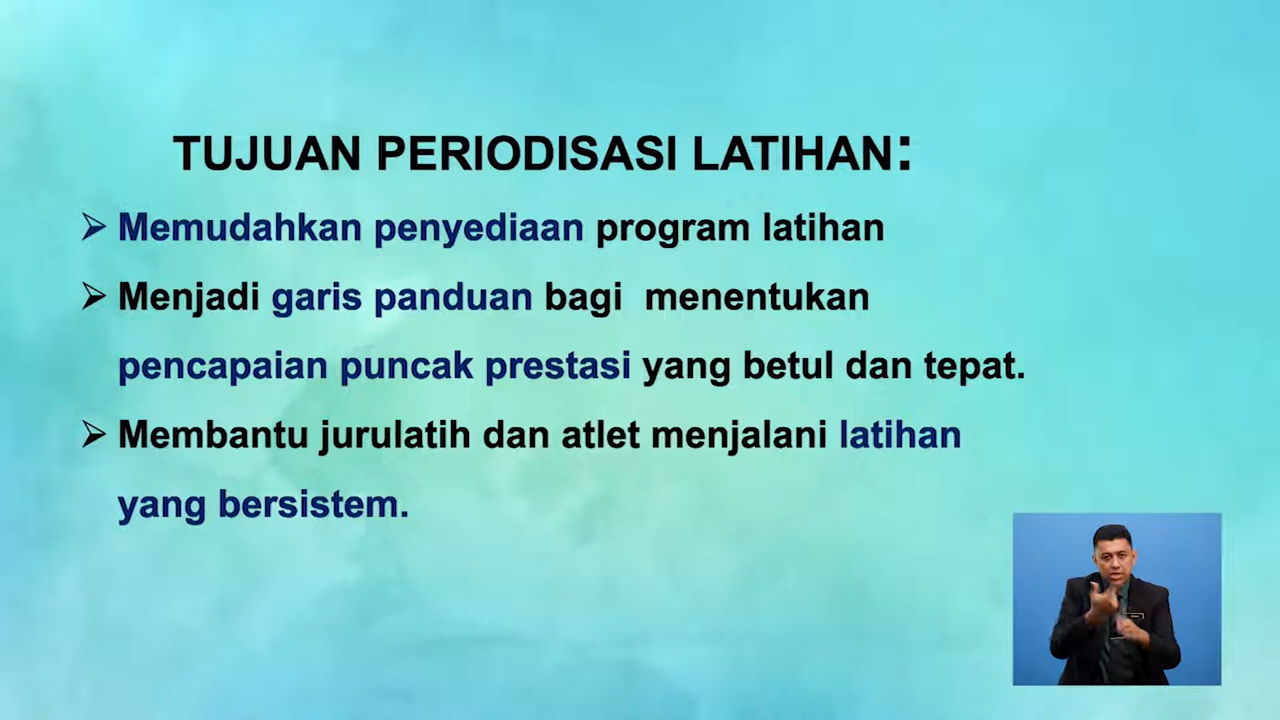 TUJUAN PERIODISASI LATIHAN:
➢ Memudahkan penyediaan program latihan
➢ Menjadi garis panduan bagi menentukan
pencapaian puncak prestasi yang betul dan tepat.
➢ Membantu jurulatih dan atlet menjalani latihan
yang bersistem.